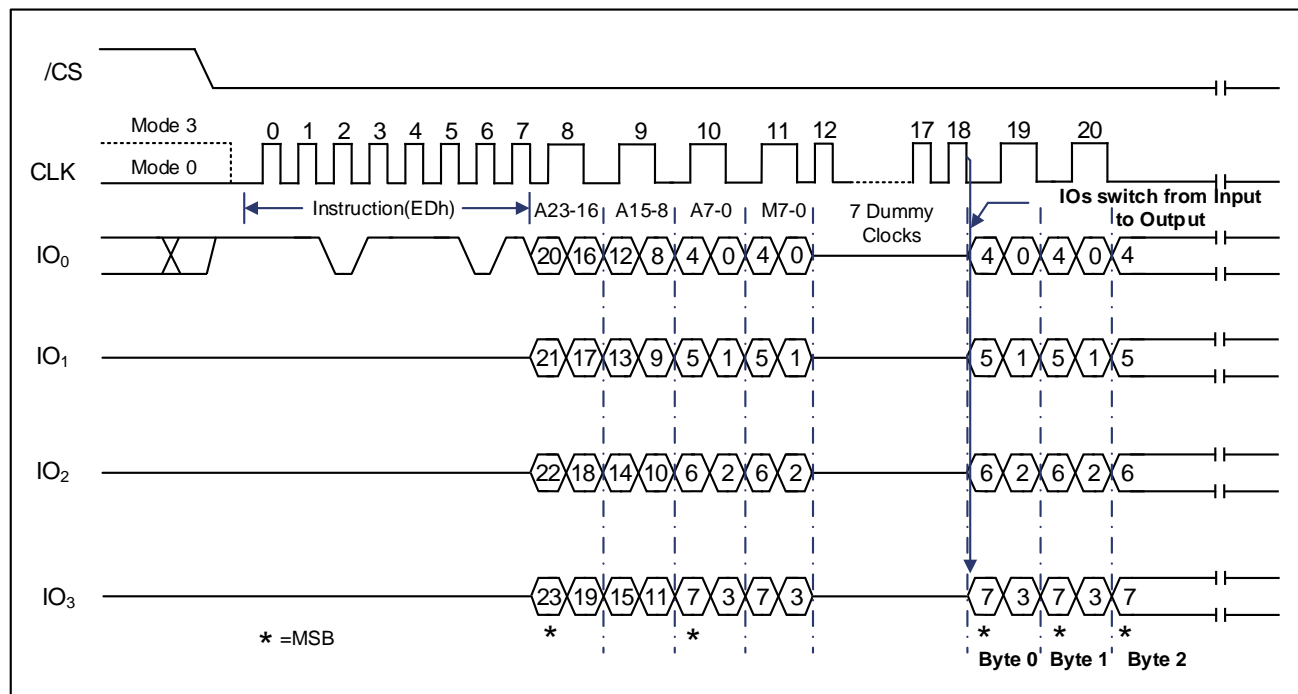 /CS
Mode 3
0 1 2 3 4 5 6 7 8 9 10 11 12 17 18 19 20
CLK
Mode 0
Instruction(EDh)
A23-16 A15-8 A7-0 M7-0
7 Dummy
Clocks
IOs switch from Input
to Output
IO0
20 16 12 8 4 0 4 0 4 0 4 0 4
IO1
21 17 13 9 5 1 5 1 5 1 5 1 5
IO2
22 18 14 10 6 2 6 2 6 2 6 2 6
IO3
23 19 15 11 7 3 7 3 7 3 7 3 7
* =MSB
* * * * *
Byte 0 Byte 1 Byte 2